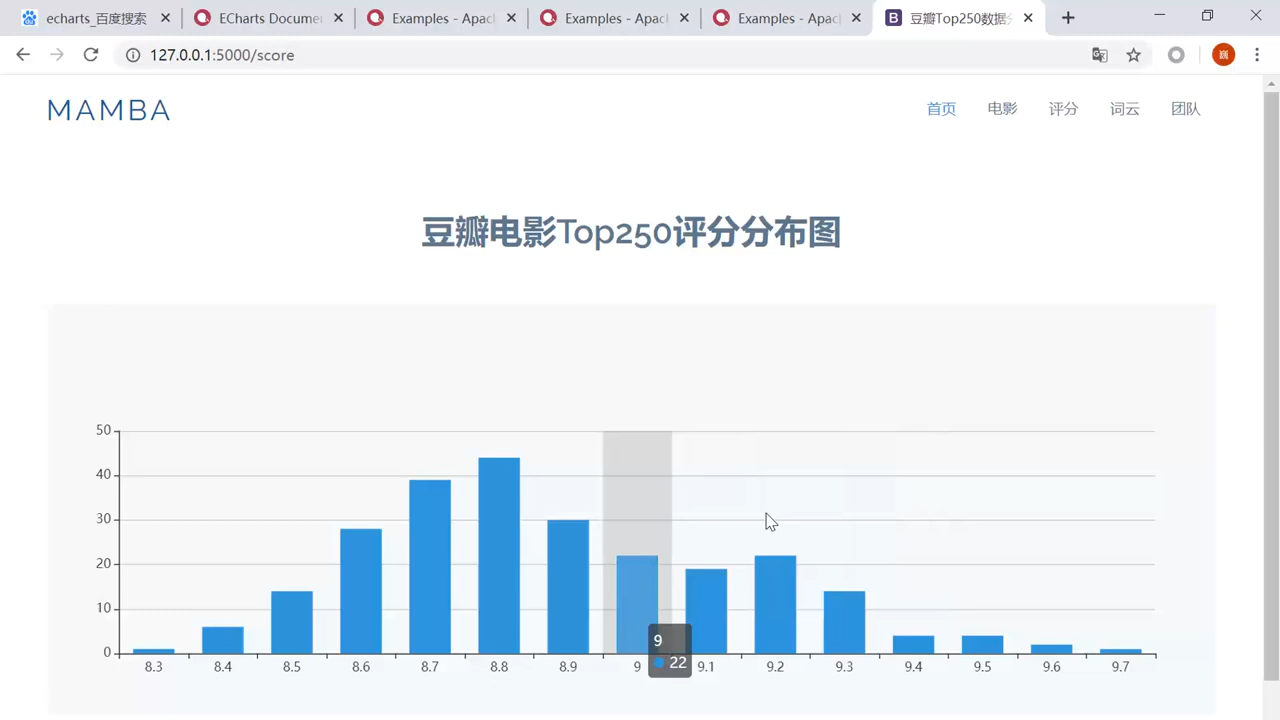 echarts_百度搜索
ECharts Documen
Examples - Apac
Examples - Apac
Examples - Apac
豆瓣Top250数据分
127.0.0.1:5000/score
巍
MAMBA
首页 电影 评分 词云 团队
豆瓣电影Top250评分分布图
50
40
30
20
10
0
8.3 8.4 8.5 8.6 8.7 8.8 8.9 9 9.1 9.2 9.3 9.4 9.5 9.6 9.7
9
22